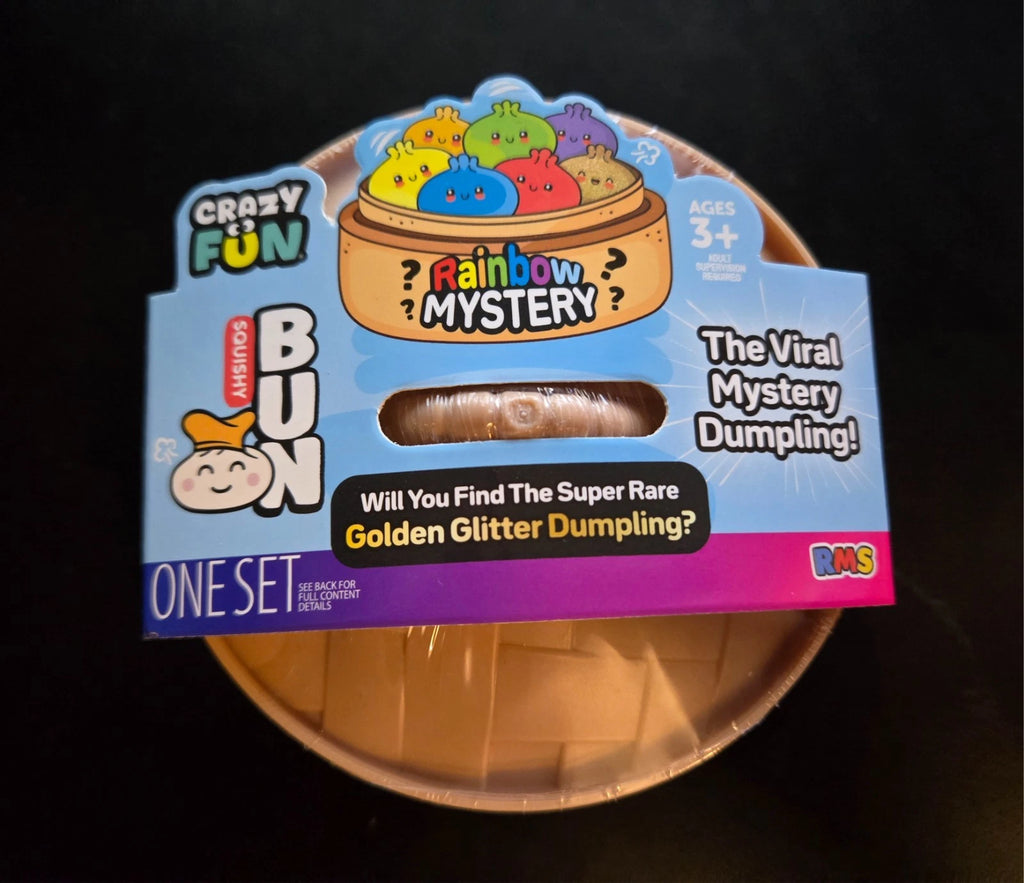 CRAZY
FUN
SQUISHY
BUN
? ?
Rainbow
? MYSTERY ?
AGES
3+
ADULT
SUPERVISION
REQUIRED
The Viral
Mystery
Dumpling!
Will You Find The Super Rare
Golden Glitter Dumpling?
ONE SET
SEE BACK FOR
FULL CONTENT
DETAILS
RMS